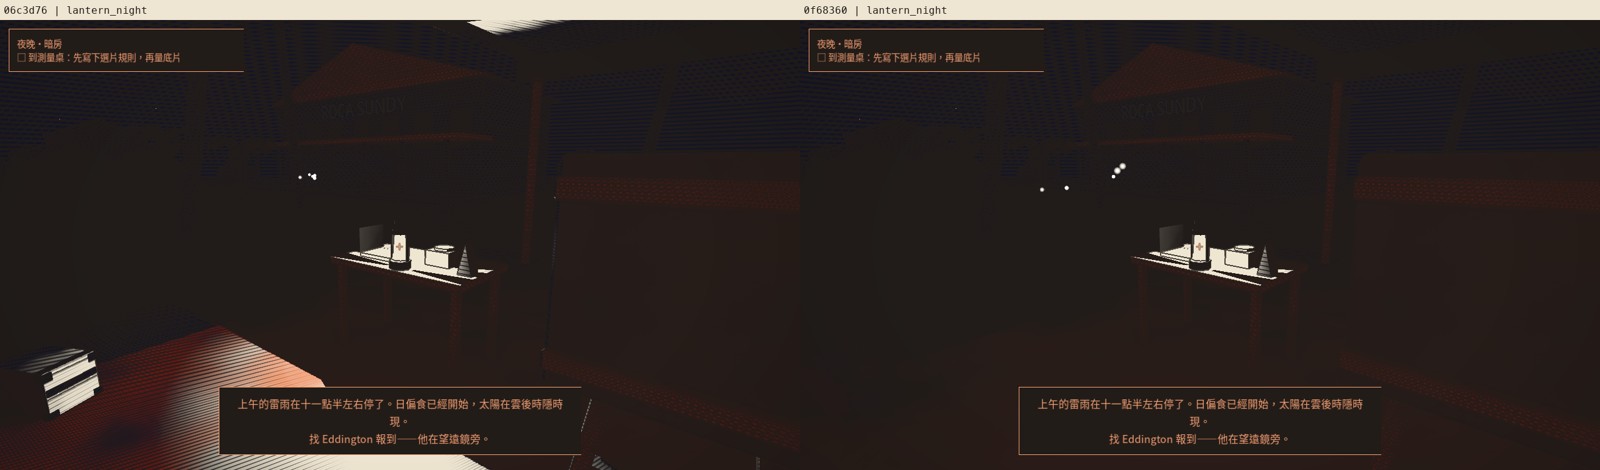 06c3d76 | lantern_night
0f68360 | lantern_night
夜晚・暗房
□ 到測量桌：先寫下選片規則，再量底片
上午的雷雨在十一點半左右停了。日偏食已經開始，太陽在雲後時隱時
現。
找 Eddington 報到——他在望遠鏡旁。
夜晚・暗房
□ 到測量桌：先寫下選片規則，再量底片
上午的雷雨在十一點半左右停了。日偏食已經開始，太陽在雲後時隱時
現。
找 Eddington 報到——他在望遠鏡旁。